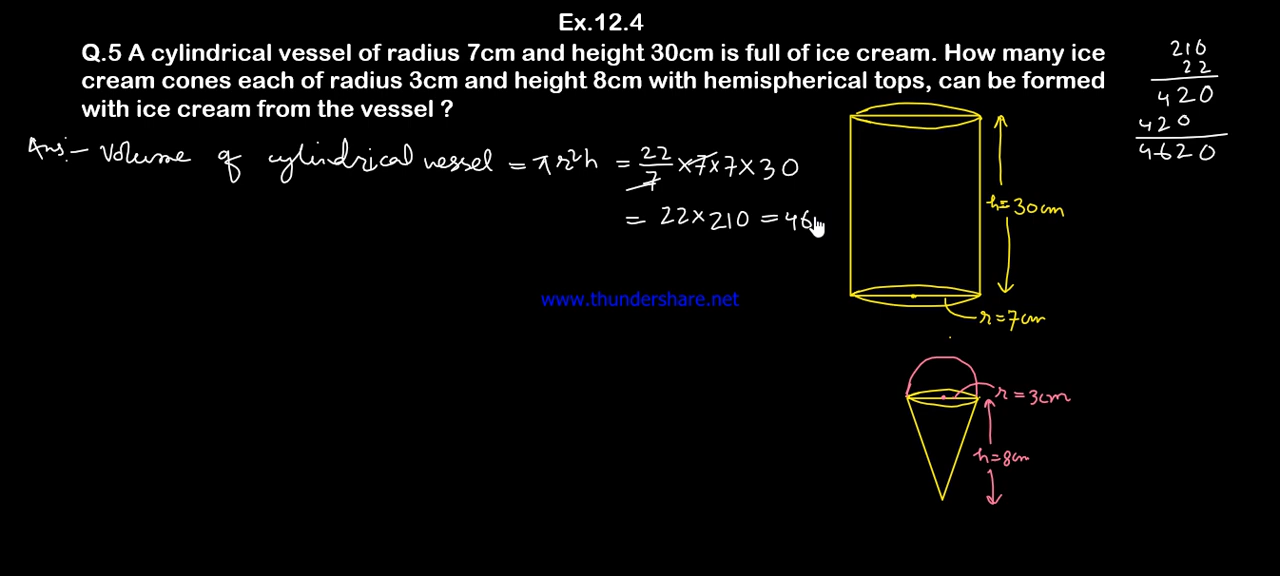 Ex.12.4
Q.5 A cylindrical vessel of radius 7cm and height 30cm is full of ice cream. How many ice
cream cones each of radius 3cm and height 8cm with hemispherical tops, can be formed
with ice cream from the vessel ?
210
22
420
420
4620
Ans:- Volume of cylindrical vessel = πr²h = 22/7 × 7 × 7 × 30
= 22 × 210 = 46
h = 30cm
r = 7cm
www.thundershare.net
r = 3cm
h = 8cm